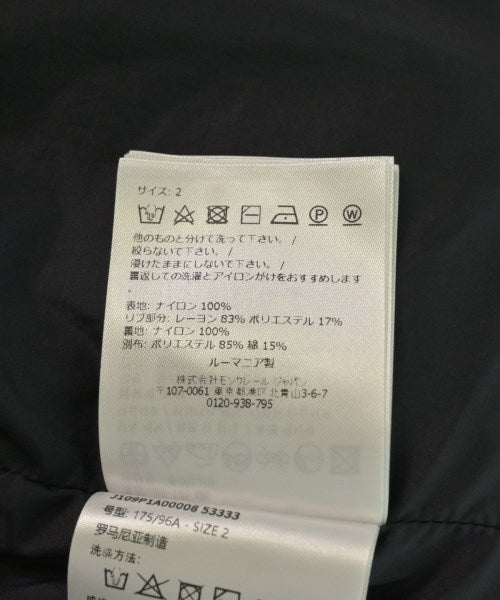 サイズ: 2
他のものと分けて洗って下さい。/
絞らないで下さい。/
浸けたままにしないで下さい。/
裏返しての洗濯とアイロンがけをおすすめします
。
表地: ナイロン 100%
リブ部分: レーヨン 83% ポリエステル 17%
裏地: ナイロン 100%
別布: ポリエステル 85% 綿 15%
ルーマニア製
株式会社モンクレール ジャパン
〒107-0061 東京都港区北青山3-6-7
0120-938-795
J109P1A00008 53333
号型: 175/96A - SIZE 2
罗马尼亚制造
洗涤方法: